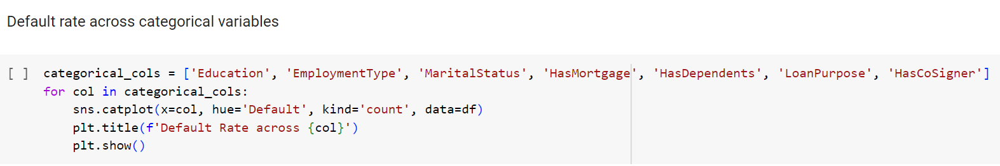 Default rate across categorical variables
[ ] categorical_cols = ['Education', 'EmploymentType', 'MaritalStatus', 'HasMortgage', 'HasDependents', 'LoanPurpose', 'HasCoSigner']
for col in categorical_cols:
    sns.catplot(x=col, hue='Default', kind='count', data=df)
    plt.title(f'Default Rate across {col}')
    plt.show()